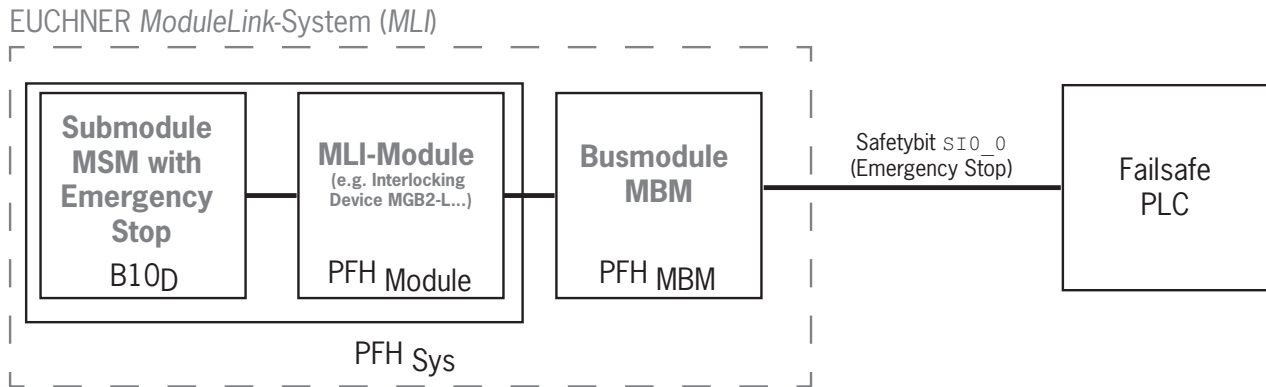 EUCHNER ModuleLink-System (MLI)
Submodule
MSM with
Emergency
Stop
B10D
MLI-Module
(e.g. Interlocking
Device MGB2-L...)
PFH Module
Busmodule
MBM
PFH MBM
PFH Sys
Safetybit SI0_0
(Emergency Stop)
Failsafe
PLC